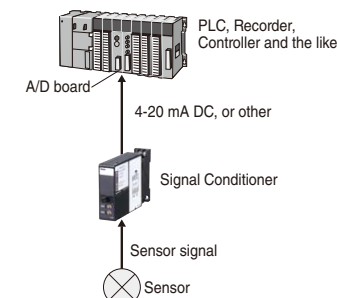 PLC, Recorder,
Controller and the like
A/D board
4-20 mA DC, or other
Signal Conditioner
Sensor signal
Sensor